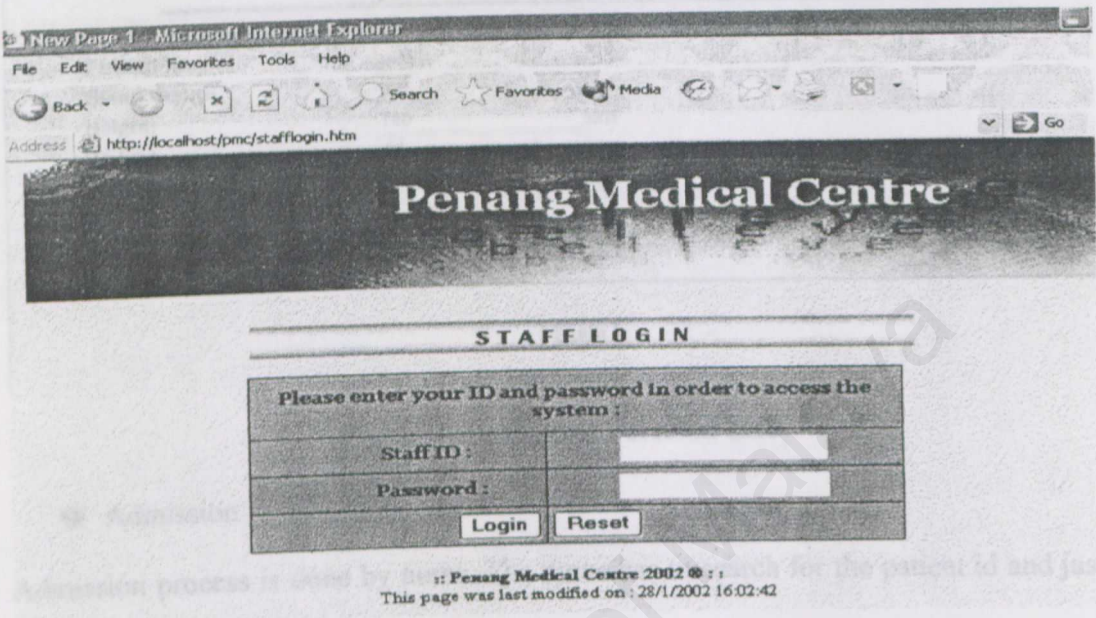 New Page 1 - Microsoft Internet Explorer
File Edit View Favorites Tools Help
Back Search Favorites Media
Address http://localhost/pmc/stafflogin.htm Go
Penang Medical Centre
STAFF LOGIN
Please enter your ID and password in order to access the
system :
Staff ID :
Password :
Login Reset
:: Penang Medical Centre 2002 ® : :
This page was last modified on : 28/1/2002 16:02:42
Admission
Admission process is done by search for the patient id and jus